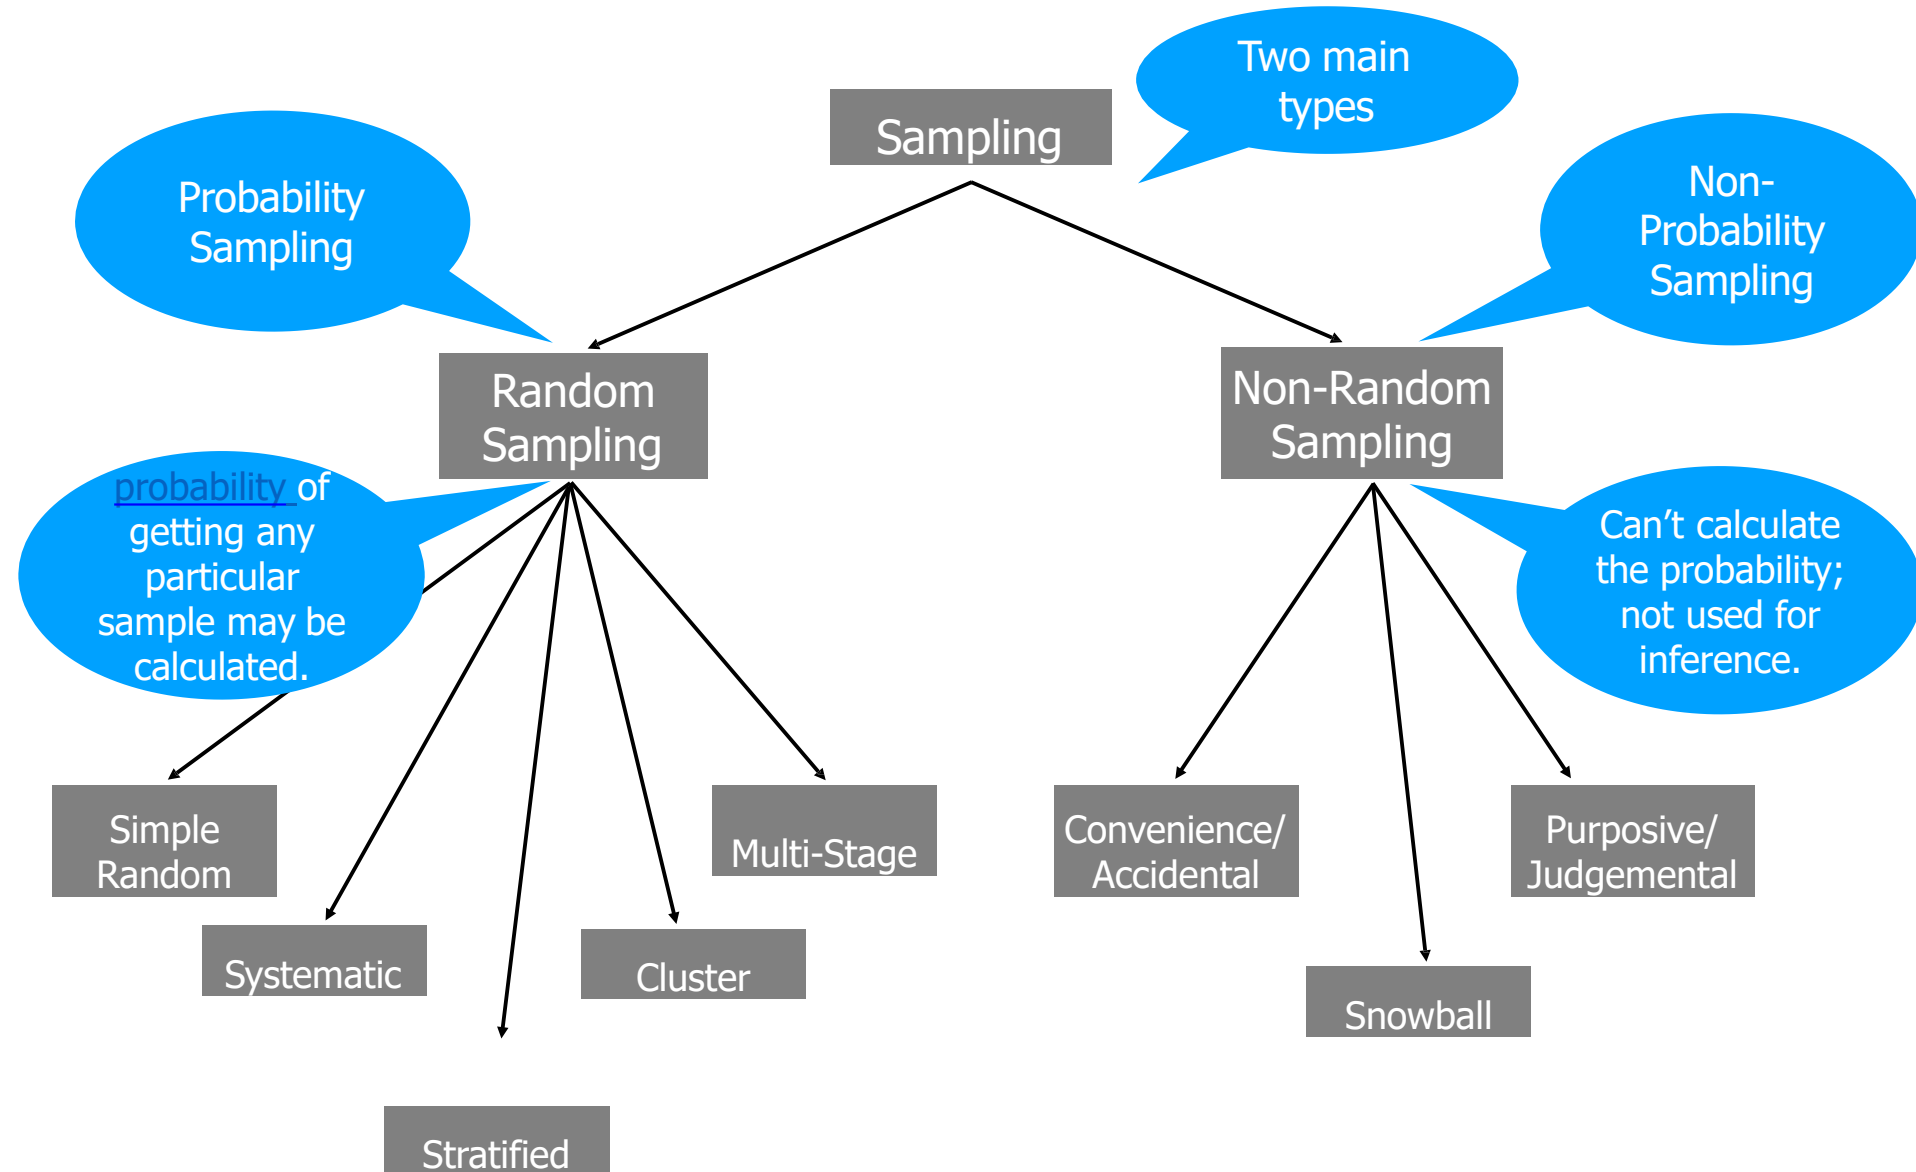 Two main
types
Sampling
Probability
Sampling
Non-
Probability
Sampling
Random
Sampling
Non-Random
Sampling
probability of
getting any
particular
sample may be
calculated.
Can’t calculate
the probability;
not used for
inference.
Simple
Random
Systematic
Stratified
Cluster
Multi-Stage
Convenience/
Accidental
Snowball
Purposive/
Judgemental